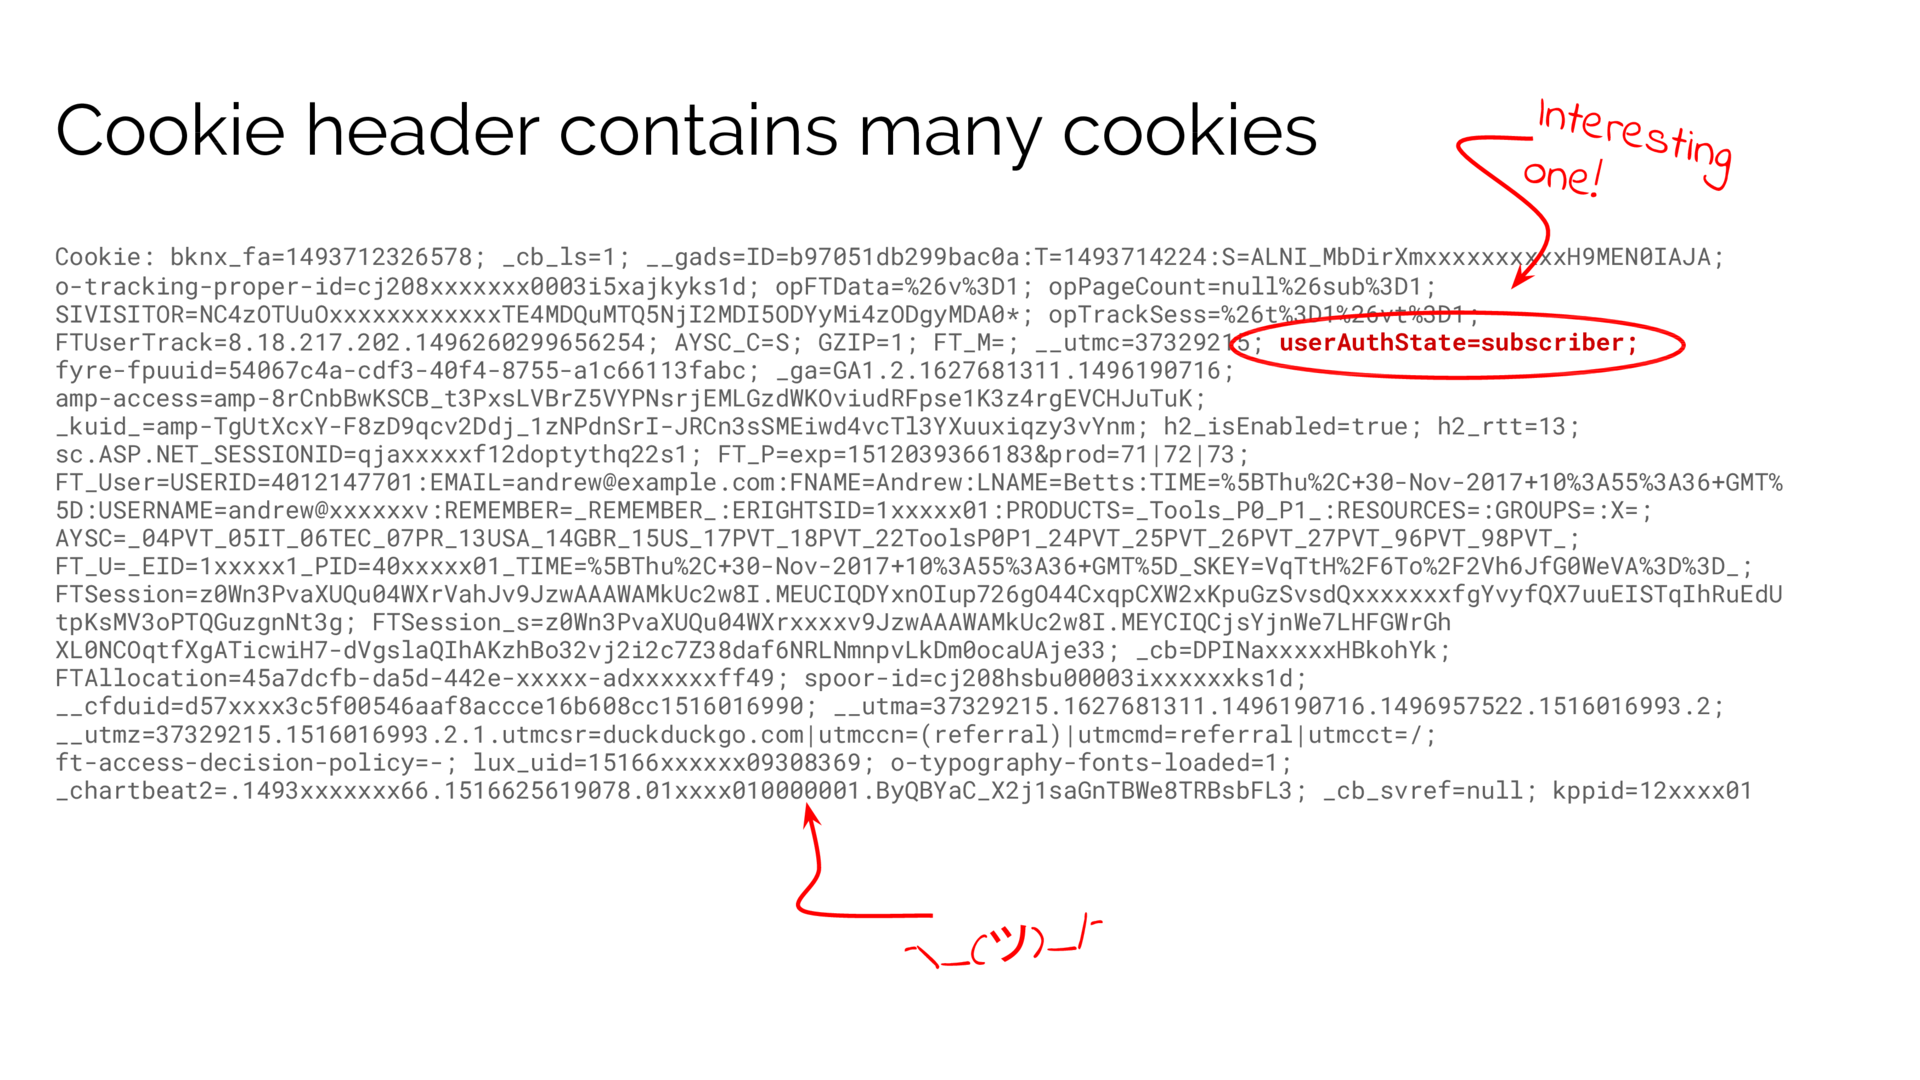 Cookie header contains many cookies
Interesting
one!
Cookie: bknx_fa=1493712326578; _cb_ls=1; __gads=ID=b97051db299bac0a:T=1493714224:S=ALNI_MbDirXmxxxxxxxxxxH9MEN0IAJA;
o-tracking-proper-id=cj208xxxxxxx0003i5xajkyks1d; opFTData=%26v%3D1; opPageCount=null%26sub%3D1;
SIVISITOR=NC4zOTUuOxxxxxxxxxxxxTE4MDQuMTQ5NjI2MDI5ODYyMi4zODgyMDA0*; opTrackSess=%26t%3D1%26vt%3D1;
FTUserTrack=8.18.217.202.1496260299656254; AYSC_C=S; GZIP=1; FT_M=; __utmc=37329215; userAuthState=subscriber;
fyre-fpuuid=54067c4a-cdf3-40f4-8755-a1c66113fabc; _ga=GA1.2.1627681311.1496190716;
amp-access=amp-8rCnbBwKSCB_t3PxsLVBrZ5VYPNsrjEMLGzdWKOviudRFpse1K3z4rgEVCHJuTuK;
_kuid_=amp-TgUtXcxY-F8zD9qcv2Ddj_1zNPdnSrI-JRCn3sSMEiwd4vcTl3YXuuxiqzy3vYnm; h2_isEnabled=true; h2_rtt=13;
sc.ASP.NET_SESSIONID=qjaxxxxxf12doptythq22s1; FT_P=exp=1512039366183&prod=71|72|73;
FT_User=USERID=4012147701:EMAIL=andrew@example.com:FNAME=Andrew:LNAME=Betts:TIME=%5BThu%2C+30-Nov-2017+10%3A55%3A36+GMT%
5D:USERNAME=andrew@xxxxxxv:REMEMBER=_REMEMBER_:ERIGHTSID=1xxxxx01:PRODUCTS=_Tools_P0_P1_:RESOURCES=:GROUPS=:X=;
AYSC=_04PVT_05IT_06TEC_07PR_13USA_14GBR_15US_17PVT_18PVT_22ToolsP0P1_24PVT_25PVT_26PVT_27PVT_96PVT_98PVT_;
FT_U=_EID=1xxxxx1_PID=40xxxxx01_TIME=%5BThu%2C+30-Nov-2017+10%3A55%3A36+GMT%5D_SKEY=VqTtH%2F6To%2F2Vh6JfG0WeVA%3D%3D_;
FTSession=z0Wn3PvaXUQu04WXrVahJv9JzwAAAWAMkUc2w8I.MEUCIQDYxnOIup726gO44CxqpCXW2xKpuGzSvsdQxxxxxxxfgYvyfQX7uuEISTqIhRuEdU
tpKsMV3oPTQGuzgnNt3g; FTSession_s=z0Wn3PvaXUQu04WXrxxxxv9JzwAAAWAMkUc2w8I.MEYCIQCjsYjnWe7LHFGWrGh
XL0NCOqtfXgATicwiH7-dVgslaQIhAKzhBo32vj2i2c7Z38daf6NRLNmnpvLkDm0ocaUAje33; _cb=DPINaxxxxxHBkohYk;
FTAllocation=45a7dcfb-da5d-442e-xxxxx-adxxxxxxff49; spoor-id=cj208hsbu00003ixxxxxxks1d;
__cfduid=d57xxxx3c5f00546aaf8accce16b608cc1516016990; __utma=37329215.1627681311.1496190716.1496957522.1516016993.2;
__utmz=37329215.1516016993.2.1.utmcsr=duckduckgo.com|utmccn=(referral)|utmcmd=referral|utmcct=/;
ft-access-decision-policy=-; lux_uid=15166xxxxxx09308369; o-typography-fonts-loaded=1;
_chartbeat2=.1493xxxxxxx66.1516625619078.01xxxx010000001.ByQBYaC_X2j1saGnTBWe8TRBsbFL3; _cb_svref=null; kppid=12xxxx01
¯\_(ツ)_/¯